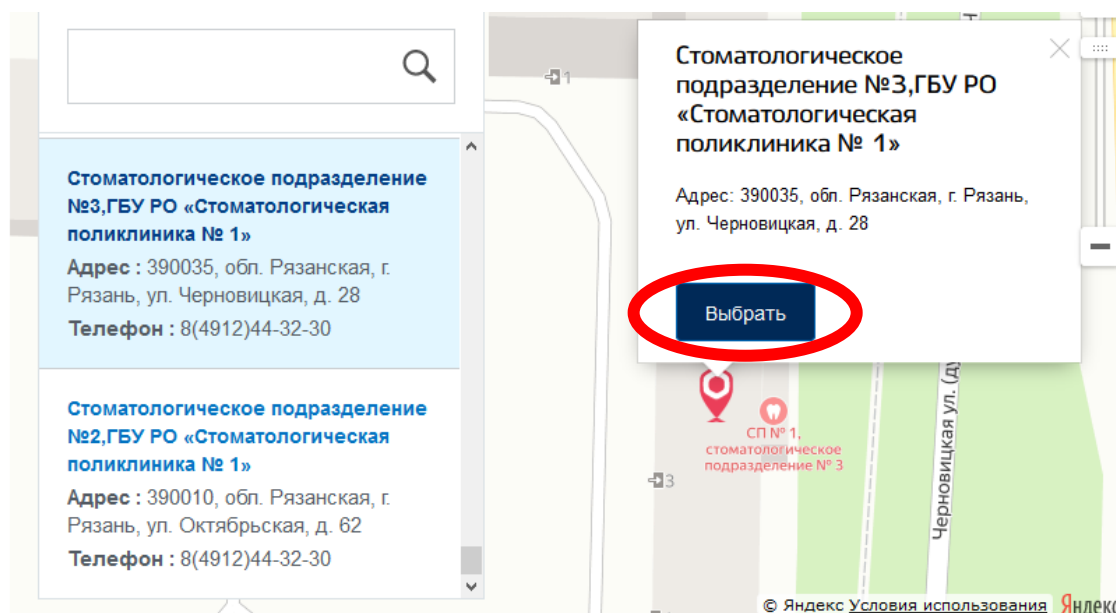 Стоматологическое подразделение
№3,ГБУ РО «Стоматологическая
поликлиника № 1»
Адрес : 390035, обл. Рязанская, г.
Рязань, ул. Черновицкая, д. 28
Телефон : 8(4912)44-32-30
Стоматологическое подразделение
№2,ГБУ РО «Стоматологическая
поликлиника № 1»
Адрес : 390010, обл. Рязанская, г.
Рязань, ул. Октябрьская, д. 62
Телефон : 8(4912)44-32-30
1
Стоматологическое
подразделение №3,ГБУ РО
«Стоматологическая
поликлиника № 1»
Адрес: 390035, обл. Рязанская, г. Рязань,
ул. Черновицкая, д. 28
Выбрать
СП № 1,
стоматологическое
подразделение № 3
3
Черновицкая ул.
© Яндекс Условия использования